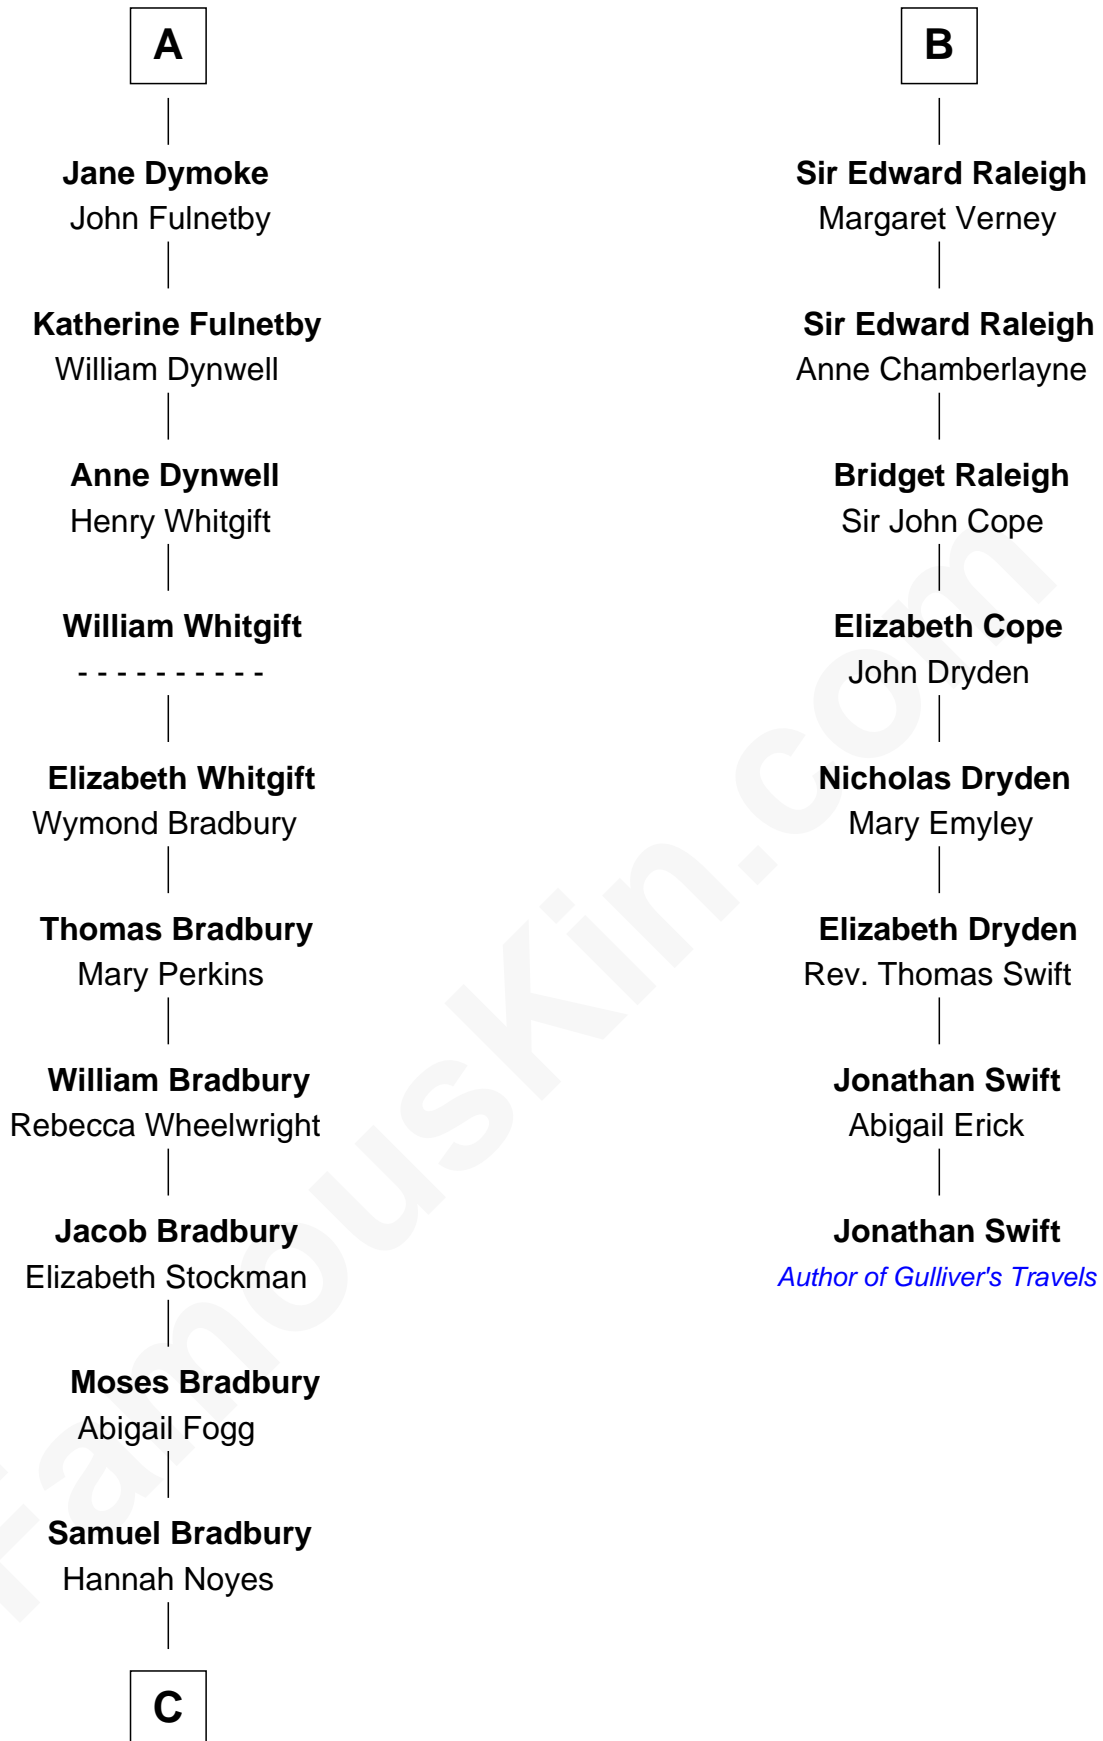 A
Jane Dymoke
John Fulnetby
Katherine Fulnetby
William Dynwell
Anne Dynwell
Henry Whitgift
William Whitgift
- - - - - - - - - -
Elizabeth Whitgift
Wymond Bradbury
Thomas Bradbury
Mary Perkins
William Bradbury
Rebecca Wheelwright
Jacob Bradbury
Elizabeth Stockman
Moses Bradbury
Abigail Fogg
Samuel Bradbury
Hannah Noyes
C
B
Sir Edward Raleigh
Margaret Verney
Sir Edward Raleigh
Anne Chamberlayne
Bridget Raleigh
Sir John Cope
Elizabeth Cope
John Dryden
Nicholas Dryden
Mary Emyley
Elizabeth Dryden
Rev. Thomas Swift
Jonathan Swift
Abigail Erick
Jonathan Swift
Author of Gulliver's Travels
FamousKin.com